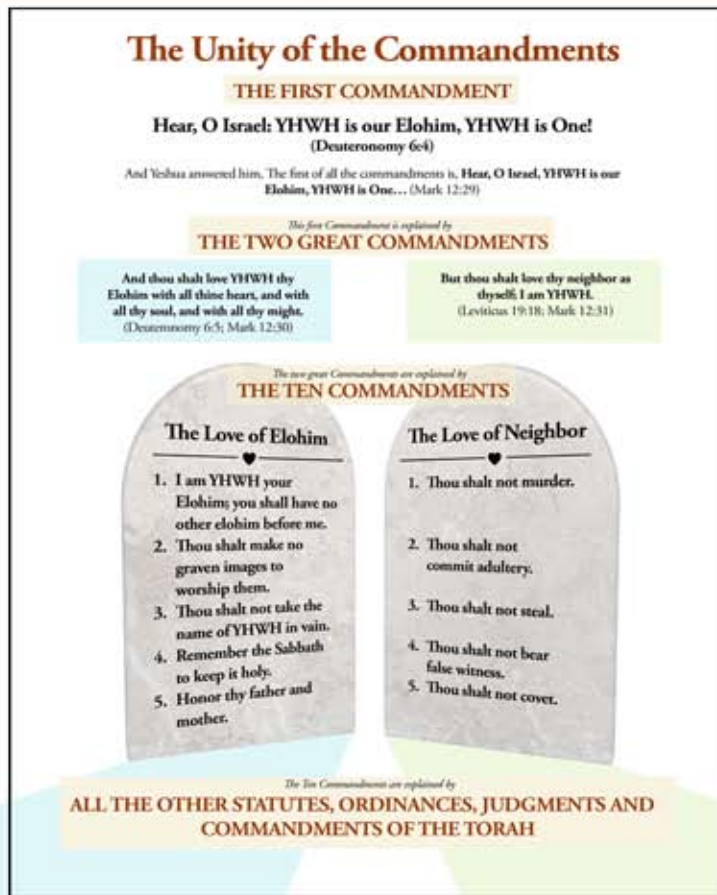 The Unity of the Commandments
THE FIRST COMMANDMENT
Hear, O Israel: YHWH is our Elohim, YHWH is One!
(Deuteronomy 6:4)
And Yeshua answered him, The first of all the commandments is, Hear, O Israel, YHWH is our
Elohim, YHWH is One… (Mark 12:29)
This first Commandment is explained by
THE TWO GREAT COMMANDMENTS
And thou shalt love YHWH thy
Elohim with all thine heart, and with
all thy soul, and with all thy might.
(Deuteronomy 6:5; Mark 12:30)
But thou shalt love thy neighbor as
thyself; I am YHWH.
(Leviticus 19:18; Mark 12:31)
The two great Commandments are explained by
THE TEN COMMANDMENTS
The Love of Elohim
1. I am YHWH your
Elohim; you shall have no
other elohim before me.
2. Thou shalt make no
graven images to
worship them.
3. Thou shalt not take the
name of YHWH in vain.
4. Remember the Sabbath
to keep it holy.
5. Honor thy father and
mother.
The Love of Neighbor
1. Thou shalt not murder.
2. Thou shalt not
commit adultery.
3. Thou shalt not steal.
4. Thou shalt not bear
false witness.
5. Thou shalt not covet.
The Ten Commandments are explained by
ALL THE OTHER STATUTES, ORDINANCES, JUDGMENTS AND
COMMANDMENTS OF THE TORAH